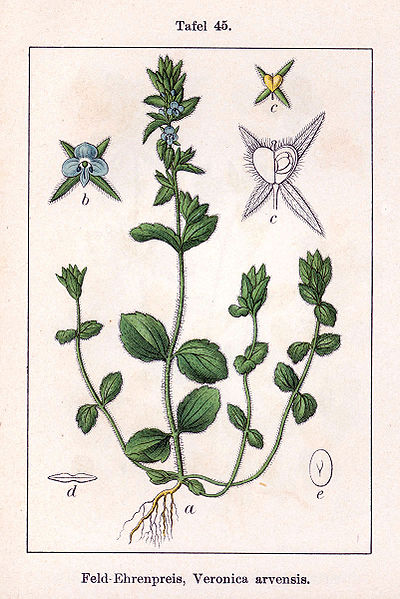 Tafel 45.
c
b
c
d
a
e
Feld-Ehrenpreis, Veronica arvensis.